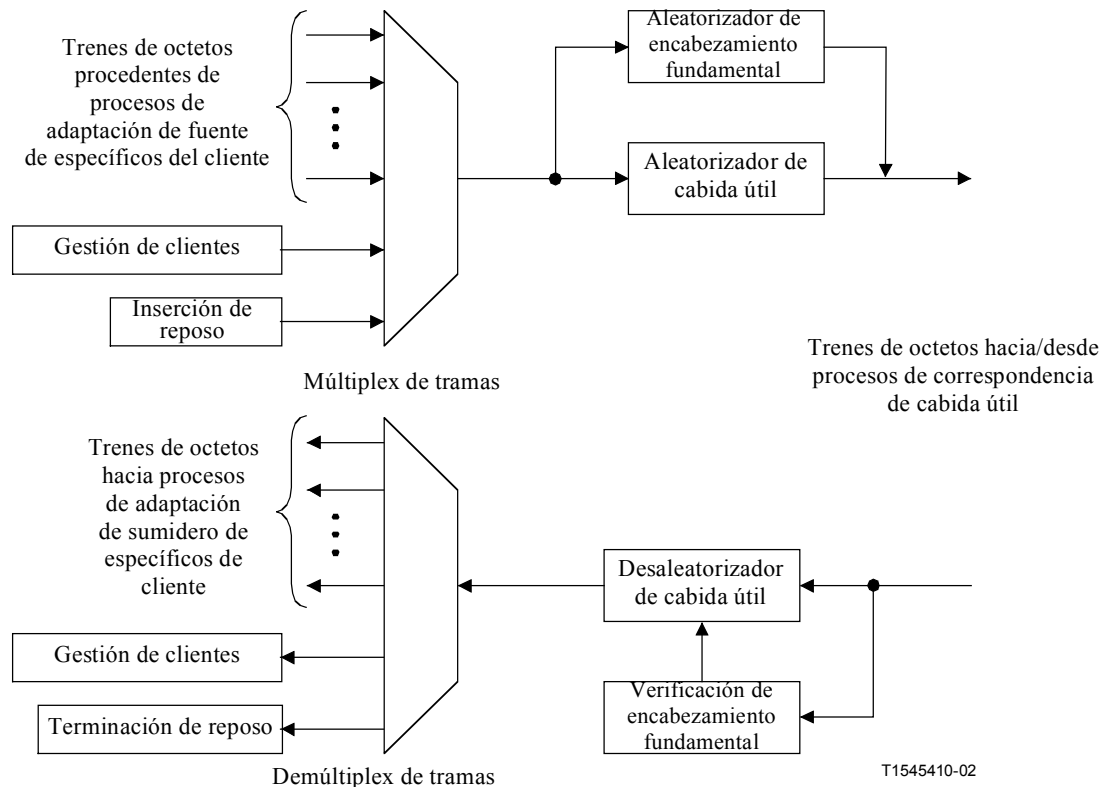 Trenes de octetos
procedentes de
procesos de
adaptación de fuente
de específicos del cliente
Aleatorizador de
encabezamiento
fundamental
Aleatorizador de
cabida útil
Gestión de clientes
Inserción de
reposo
Múltiplex de tramas
Trenes de octetos hacia/desde
procesos de correspondencia
de cabida útil
Trenes de octetos
hacia procesos
de adaptación
de sumidero de
específicos de
cliente
Desaleatorizador
de cabida útil
Gestión de clientes
Verificación de
encabezamiento
fundamental
Terminación de reposo
Demúltiplex de tramas
T1545410-02